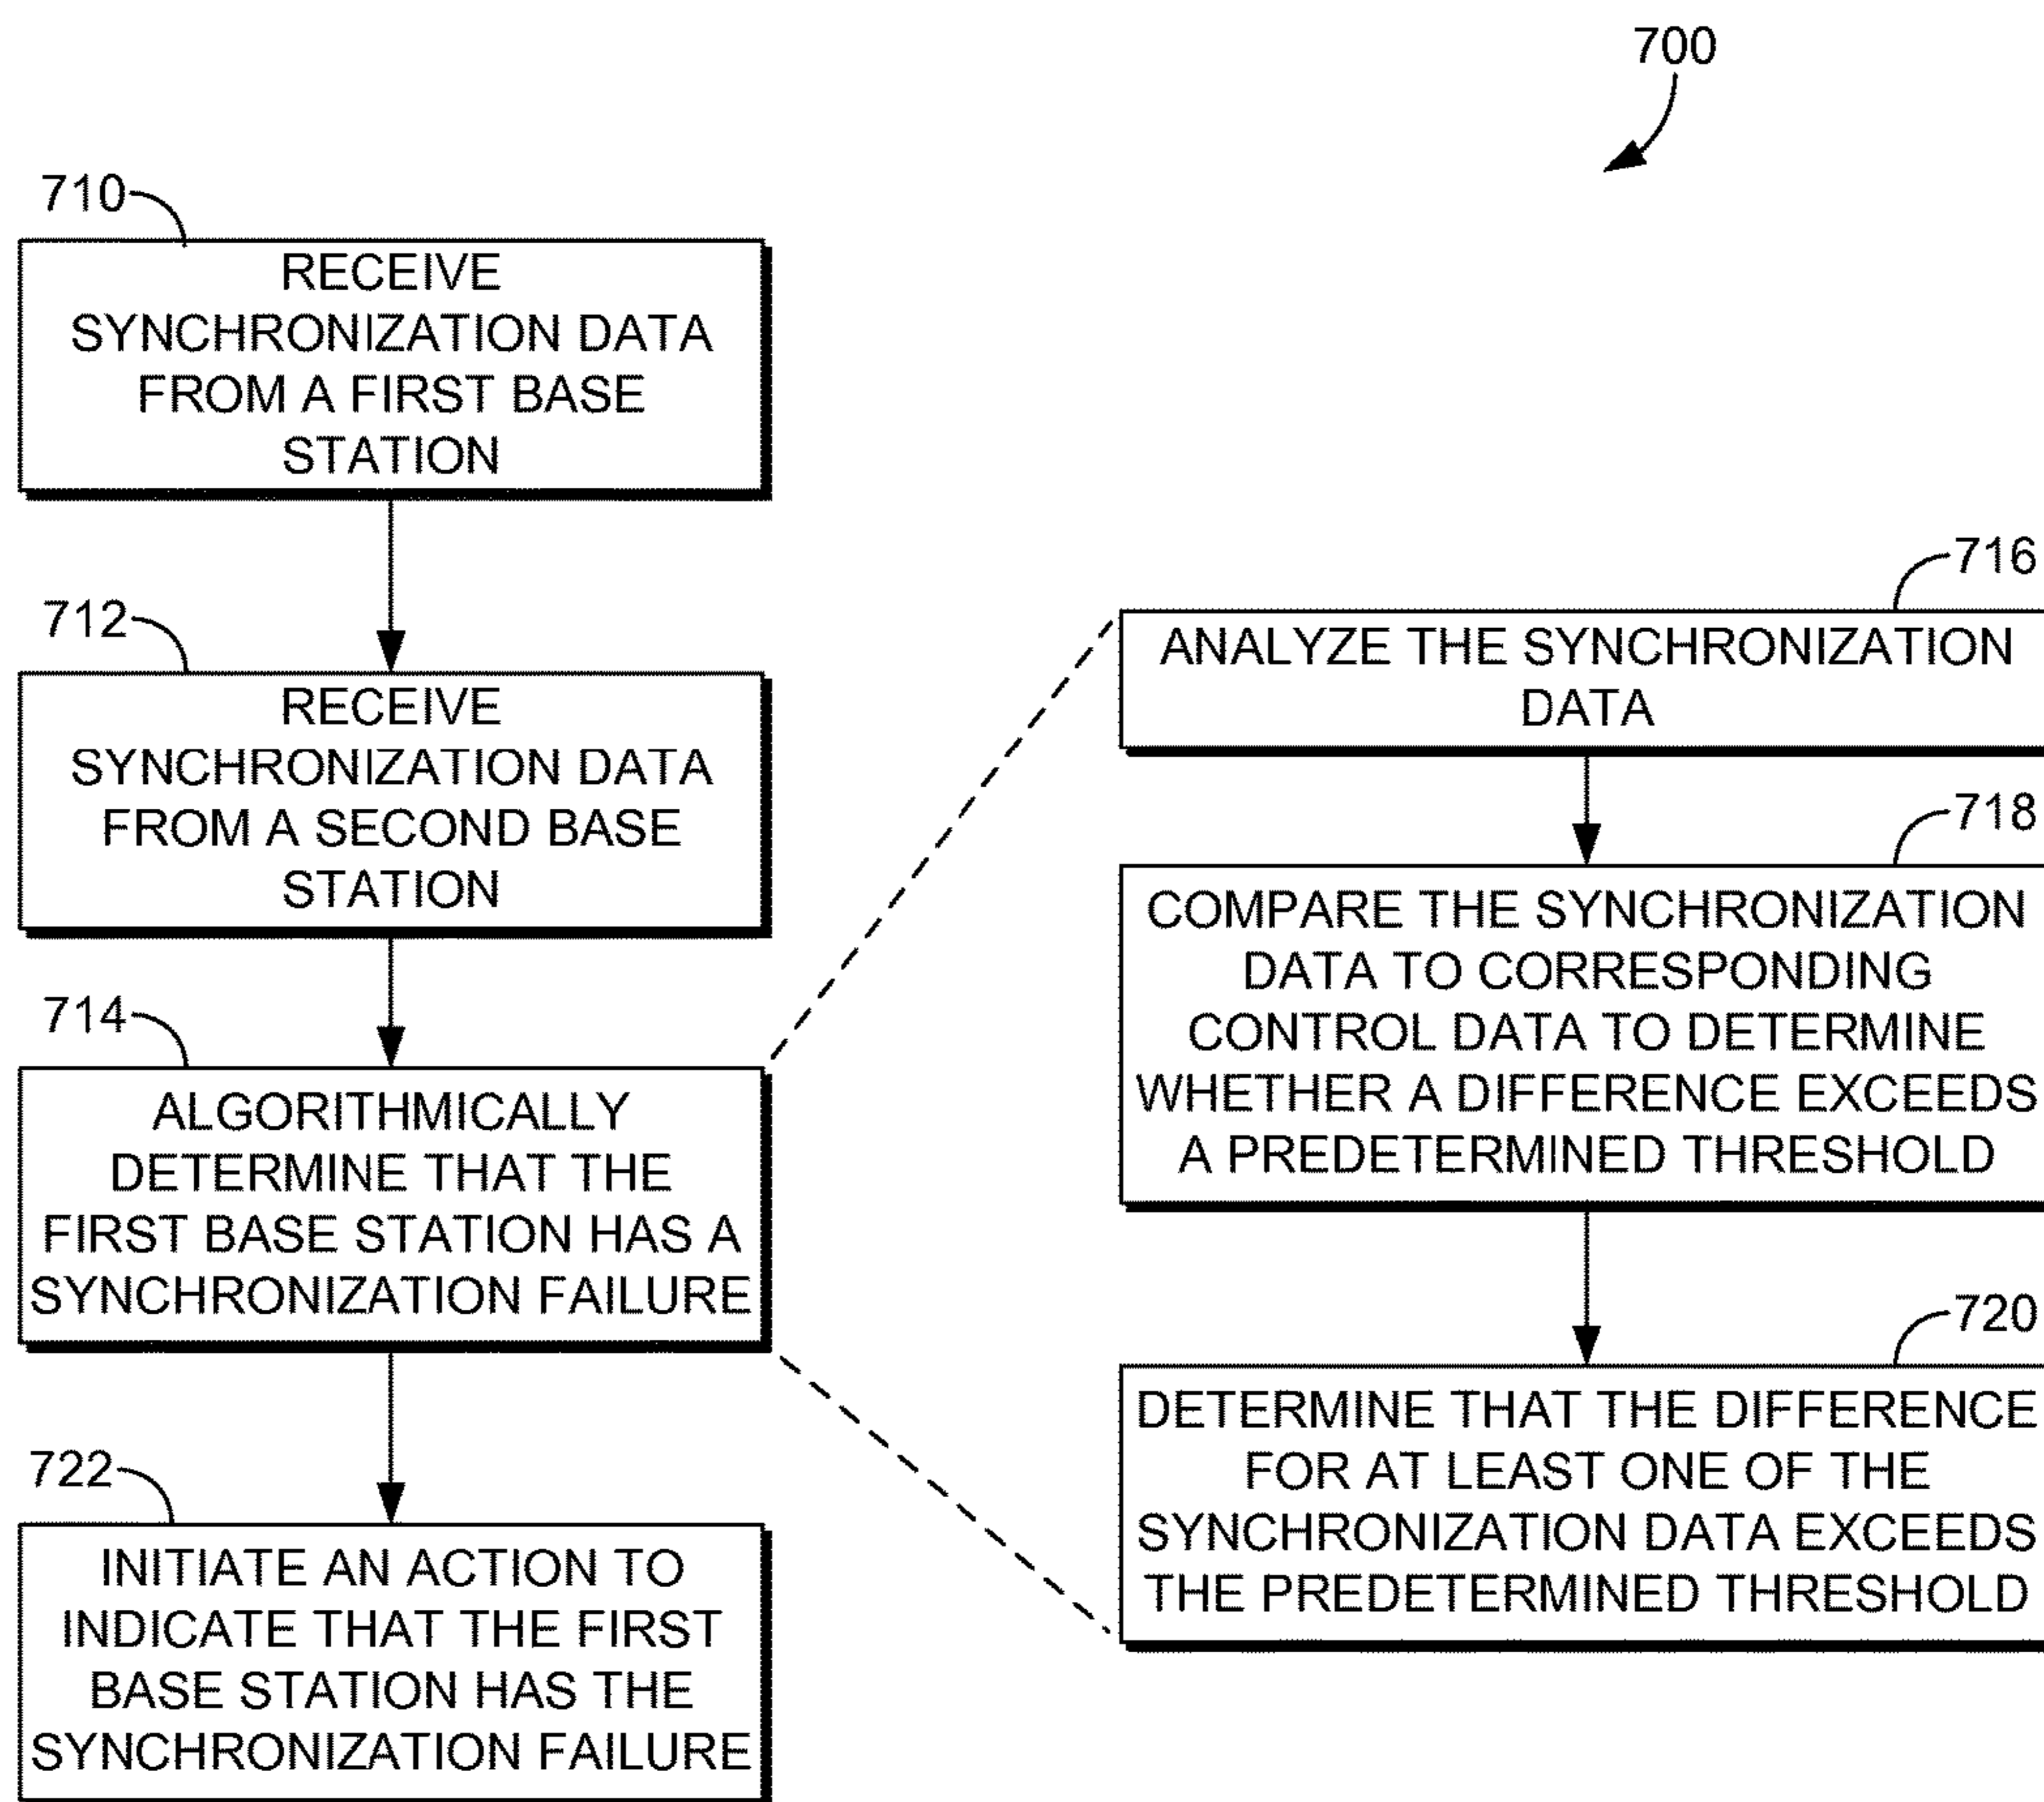 700
710
RECEIVE
SYNCHRONIZATION DATA
FROM A FIRST BASE
STATION
712
RECEIVE
SYNCHRONIZATION DATA
FROM A SECOND BASE
STATION
714
ALGORITHMICALLY
DETERMINE THAT THE
FIRST BASE STATION HAS A
SYNCHRONIZATION FAILURE
722
INITIATE AN ACTION TO
INDICATE THAT THE FIRST
BASE STATION HAS THE
SYNCHRONIZATION FAILURE
716
ANALYZE THE SYNCHRONIZATION
DATA
718
COMPARE THE SYNCHRONIZATION
DATA TO CORRESPONDING
CONTROL DATA TO DETERMINE
WHETHER A DIFFERENCE EXCEEDS
A PREDETERMINED THRESHOLD
720
DETERMINE THAT THE DIFFERENCE
FOR AT LEAST ONE OF THE
SYNCHRONIZATION DATA EXCEEDS
THE PREDETERMINED THRESHOLD